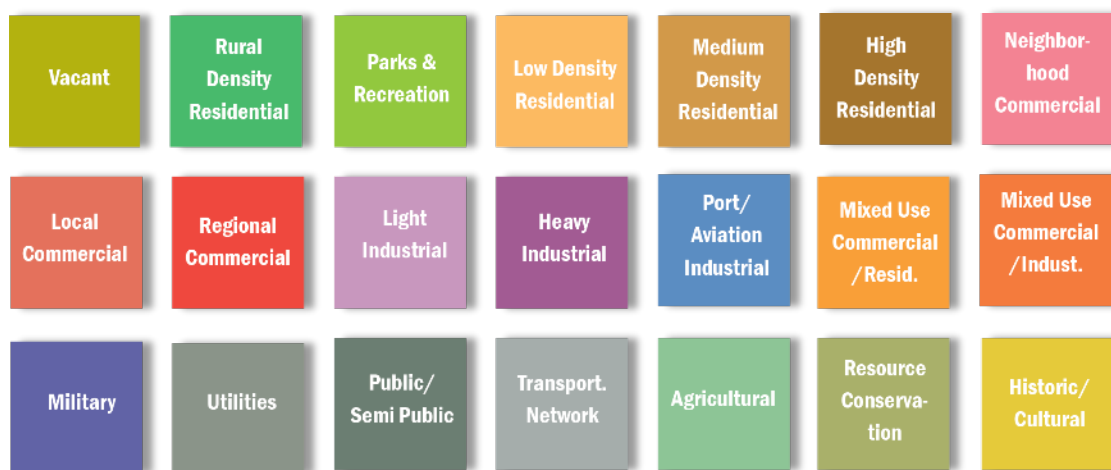 Vacant
Rural
Density
Residential
Parks &
Recreation
Low Density
Residential
Medium
Density
Residential
High
Density
Residential
Neighbor-
hood
Commercial
Local
Commercial
Regional
Commercial
Light
Industrial
Heavy
Industrial
Port/
Aviation
Industrial
Mixed Use
Commercial
/Resid.
Mixed Use
Commercial
/Indust.
Military
Utilities
Public/
Semi Public
Transport.
Network
Agricultural
Resource
Conserva-
tion
Historic/
Cultural